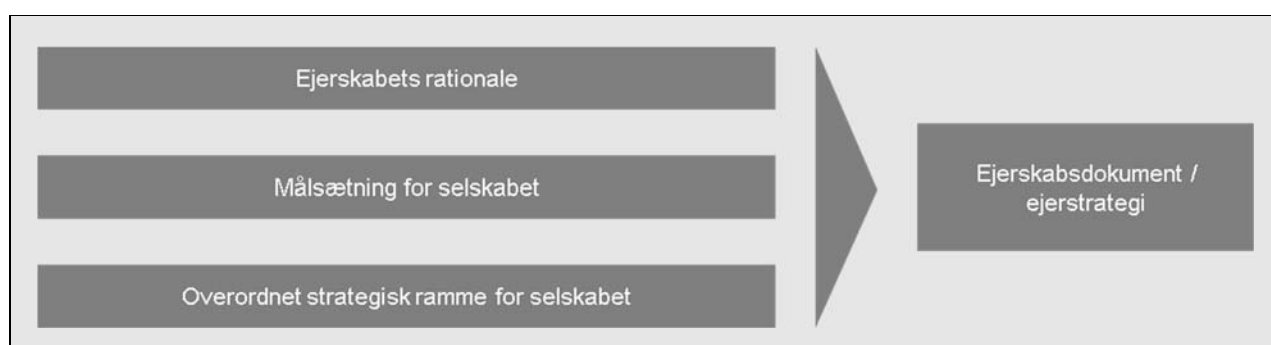 Ejerskabets rationale
Målsætning for selskabet
Overordnet strategisk ramme for selskabet
Ejerskabsdokument /
ejerstrategi